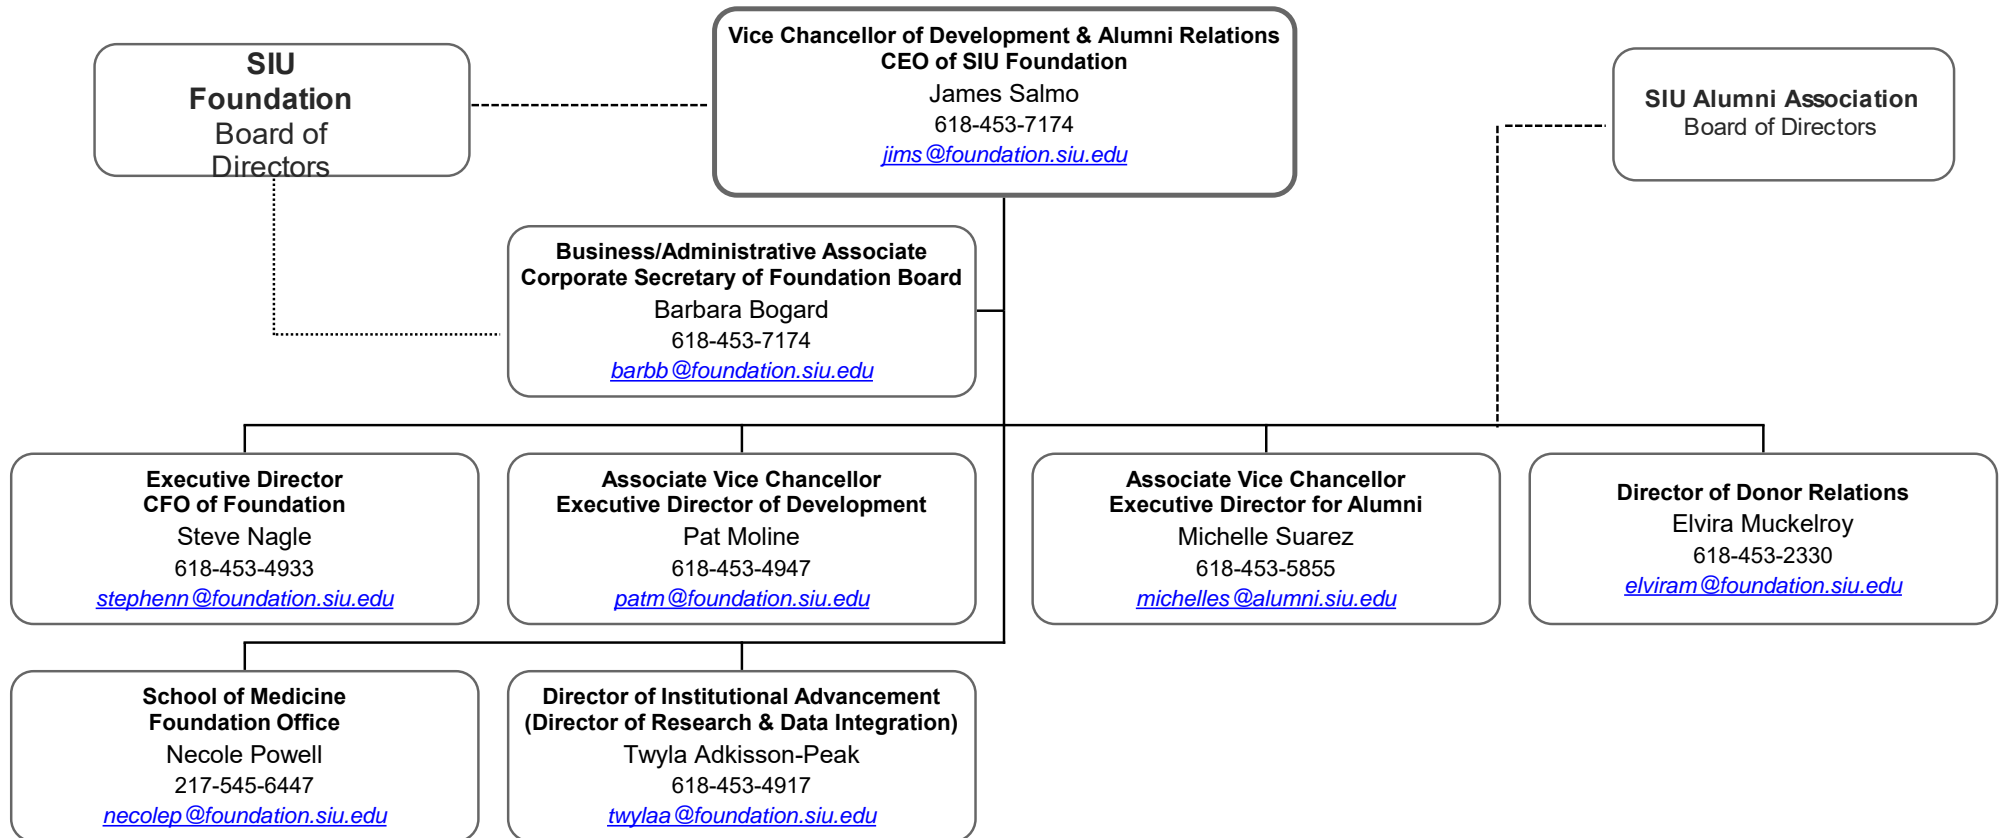 Vice Chancellor of Development & Alumni Relations
CEO of SIU Foundation
James Salmo
618-453-7174
jims@foundation.siu.edu
SIU
Foundation
Board of
Directors
SIU Alumni Association
Board of Directors
Business/Administrative Associate
Corporate Secretary of Foundation Board
Barbara Bogard
618-453-7174
barbb@foundation.siu.edu
Executive Director
CFO of Foundation
Steve Nagle
618-453-4933
stephenn@foundation.siu.edu
Associate Vice Chancellor
Executive Director of Development
Pat Moline
618-453-4947
patm@foundation.siu.edu
Associate Vice Chancellor
Executive Director for Alumni
Michelle Suarez
618-453-5855
michelles@alumni.siu.edu
Director of Donor Relations
Elvira Muckelroy
618-453-2330
elviram@foundation.siu.edu
School of Medicine
Foundation Office
Necole Powell
217-545-6447
necolep@foundation.siu.edu
Director of Institutional Advancement
(Director of Research & Data Integration)
Twyla Adkisson-Peak
618-453-4917
twylaa@foundation.siu.edu